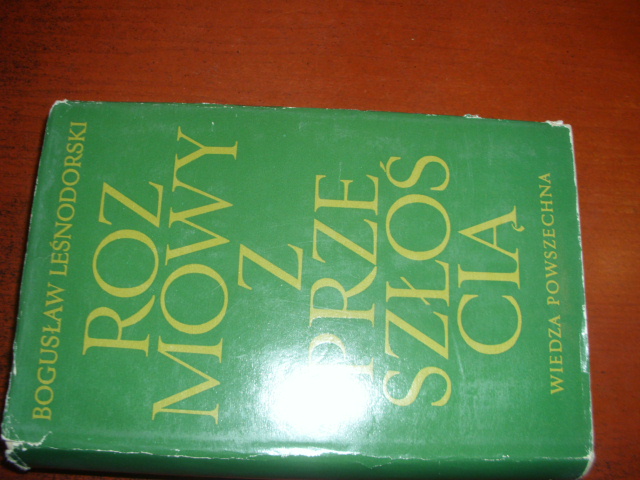 BOGUSŁAW LEŚNODORSKI
ROZ
MOWY
Z
PRZE
SZŁOŚ
CIĄ
WIEDZA POWSZECHNA